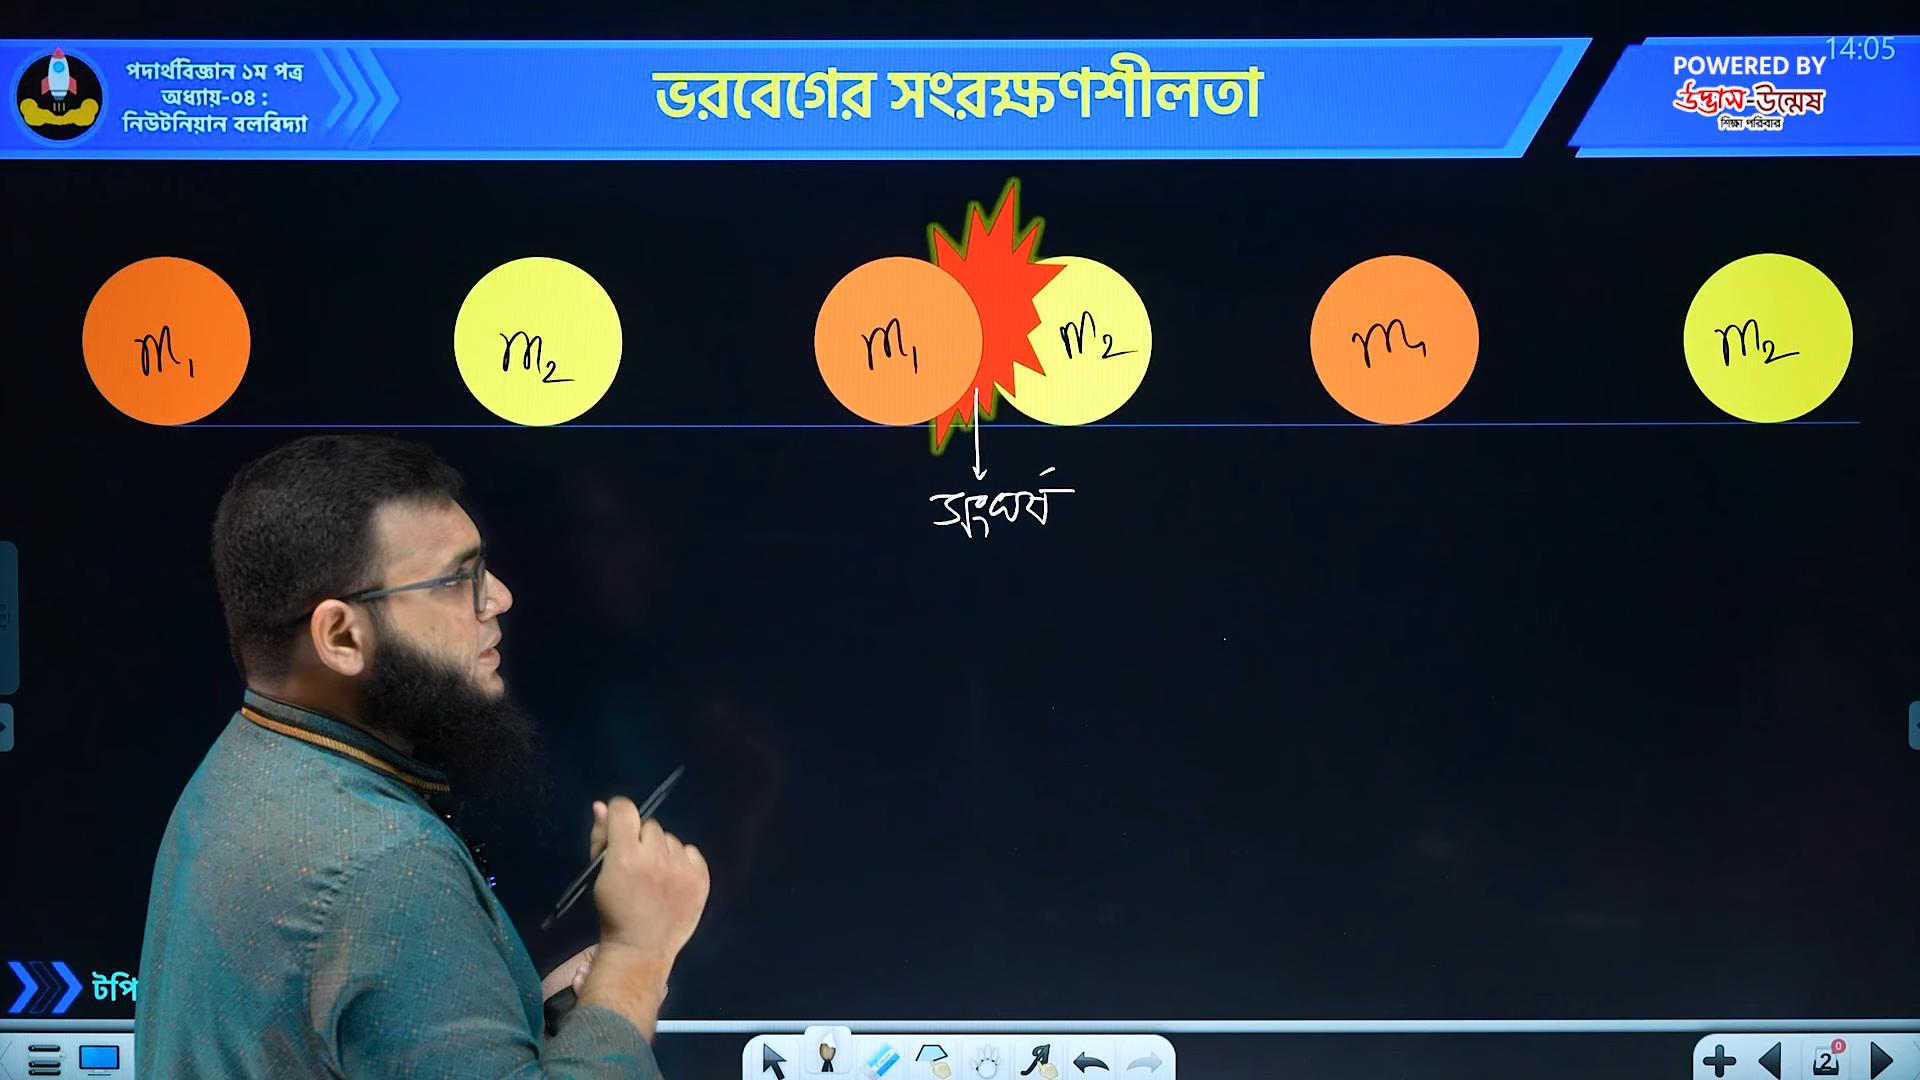 14:05
পদার্থবিজ্ঞান ১ম পত্র
অধ্যায়-০৪ :
নিউটনিয়ান বলবিদ্যা
ভরবেগের সংরক্ষণশীলতা
POWERED BY
উদ্ভাস-উন্মেষ
শিক্ষা পরিবার
m₁ m₂ m₁ m₂ m₁ m₂
সংঘর্ষ
টপি
2
0